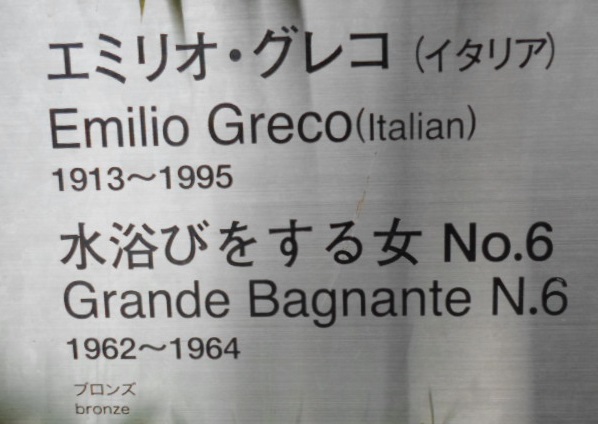 エミリオ・グレコ（イタリア）
Emilio Greco(Italian)
1913～1995
水浴びをする女 No.6
Grande Bagnante N.6
1962～1964
ブロンズ
bronze